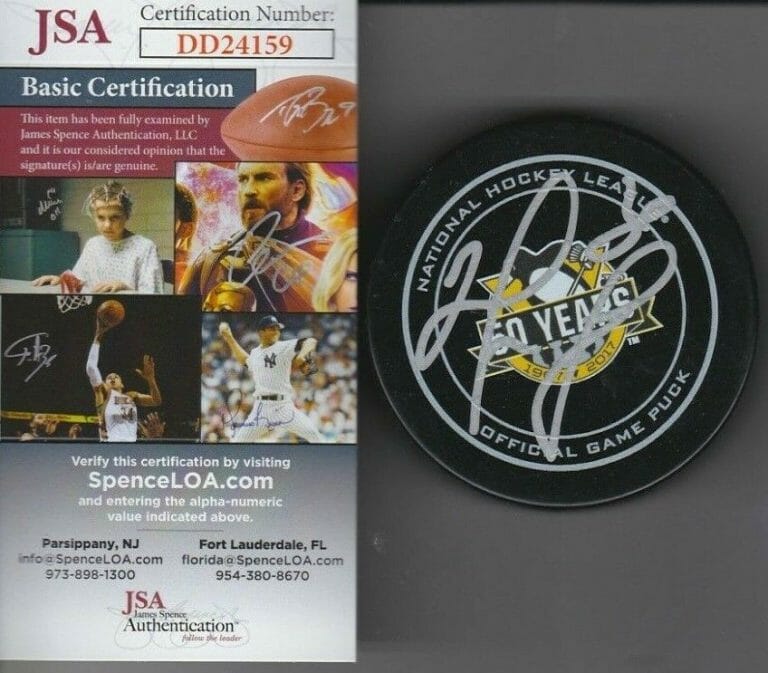 JSA
Certification Number:
DD24159
Basic Certification
This item has been fully examined by
James Spence Authentication, LLC
and it is our considered opinion that the
signature(s) is/are genuine.
Verify this certification by visiting
SpenceLOA.com
and entering the alpha-numeric
value indicated above.
Parsippany, NJ
info@SpenceLOA.com
973-898-1300
Fort Lauderdale, FL
florida@SpenceLOA.com
954-380-8670
JSA
James Spence
Authentication™
follow the leader
NATIONAL HOCKEY LEAGUE
50 YEARS
1967 2017
TM
OFFICIAL GAME PUCK